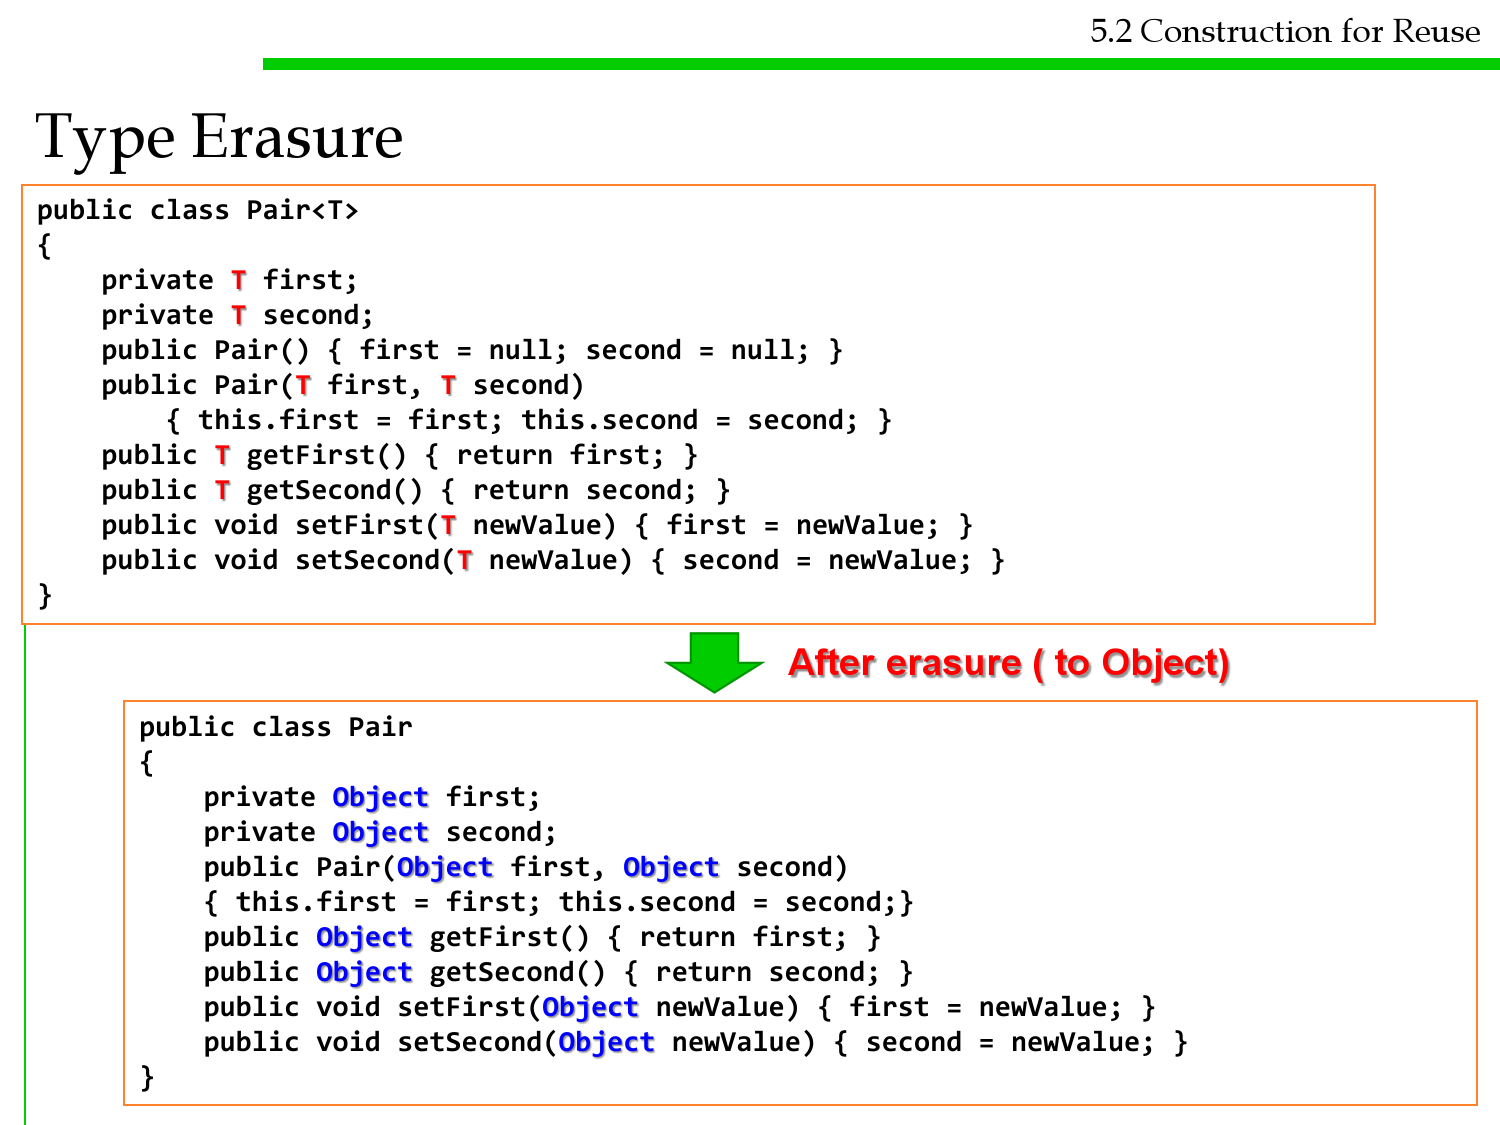 5.2 Construction for Reuse
Type Erasure
public class Pair<T>
{
    private T first;
    private T second;
    public Pair() { first = null; second = null; }
    public Pair(T first, T second)
        { this.first = first; this.second = second; }
    public T getFirst() { return first; }
    public T getSecond() { return second; }
    public void setFirst(T newValue) { first = newValue; }
    public void setSecond(T newValue) { second = newValue; }
}
After erasure ( to Object)
public class Pair
{
    private Object first;
    private Object second;
    public Pair(Object first, Object second)
    { this.first = first; this.second = second;}
    public Object getFirst() { return first; }
    public Object getSecond() { return second; }
    public void setFirst(Object newValue) { first = newValue; }
    public void setSecond(Object newValue) { second = newValue; }
}